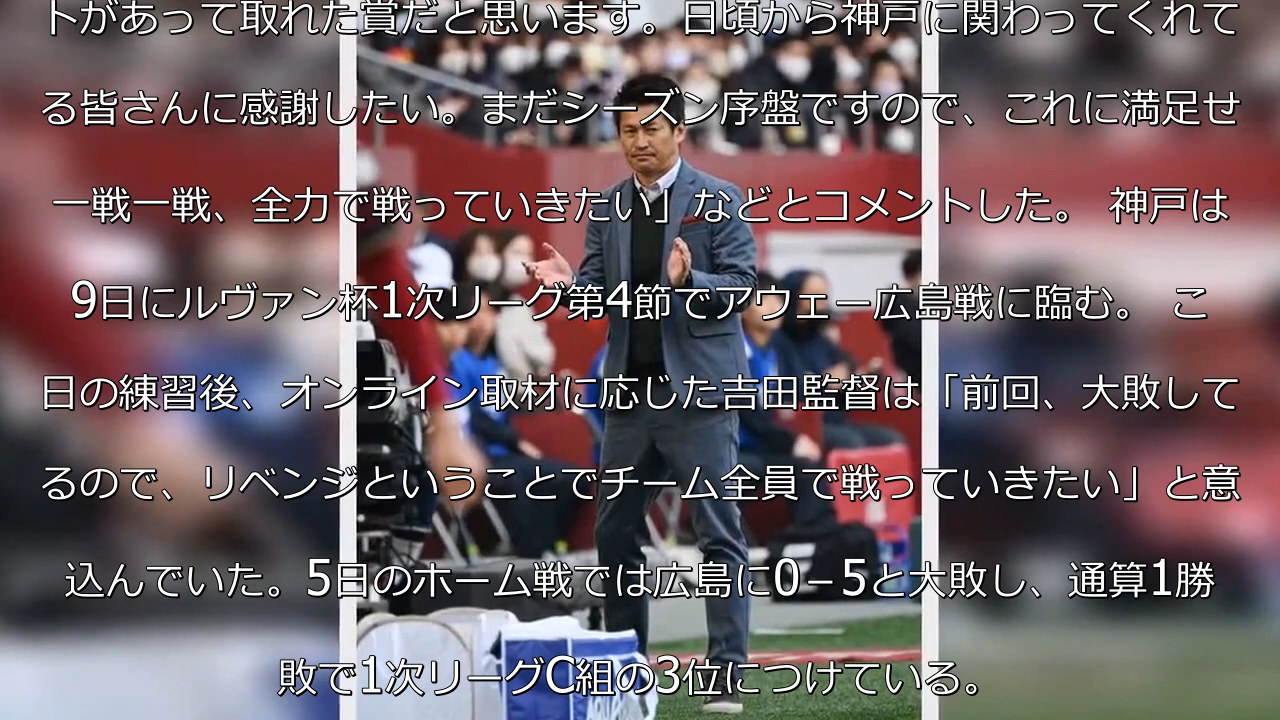 トがあって取れた賞だと思います。日頃から神戸に関わってくれて
る皆さんに感謝したい。まだシーズン序盤ですので、これに満足せ
一戦一戦、全力で戦っていきたい」などとコメントした。 神戸は
9日にルヴァン杯1次リーグ第4節でアウェー広島戦に臨む。 こ
日の練習後、オンライン取材に応じた吉田監督は「前回、大敗して
るので、リベンジということでチーム全員で戦っていきたい」と意
込んでいた。5日のホーム戦では広島に0－5と大敗し、通算1勝
敗で1次リーグC組の3位につけている。